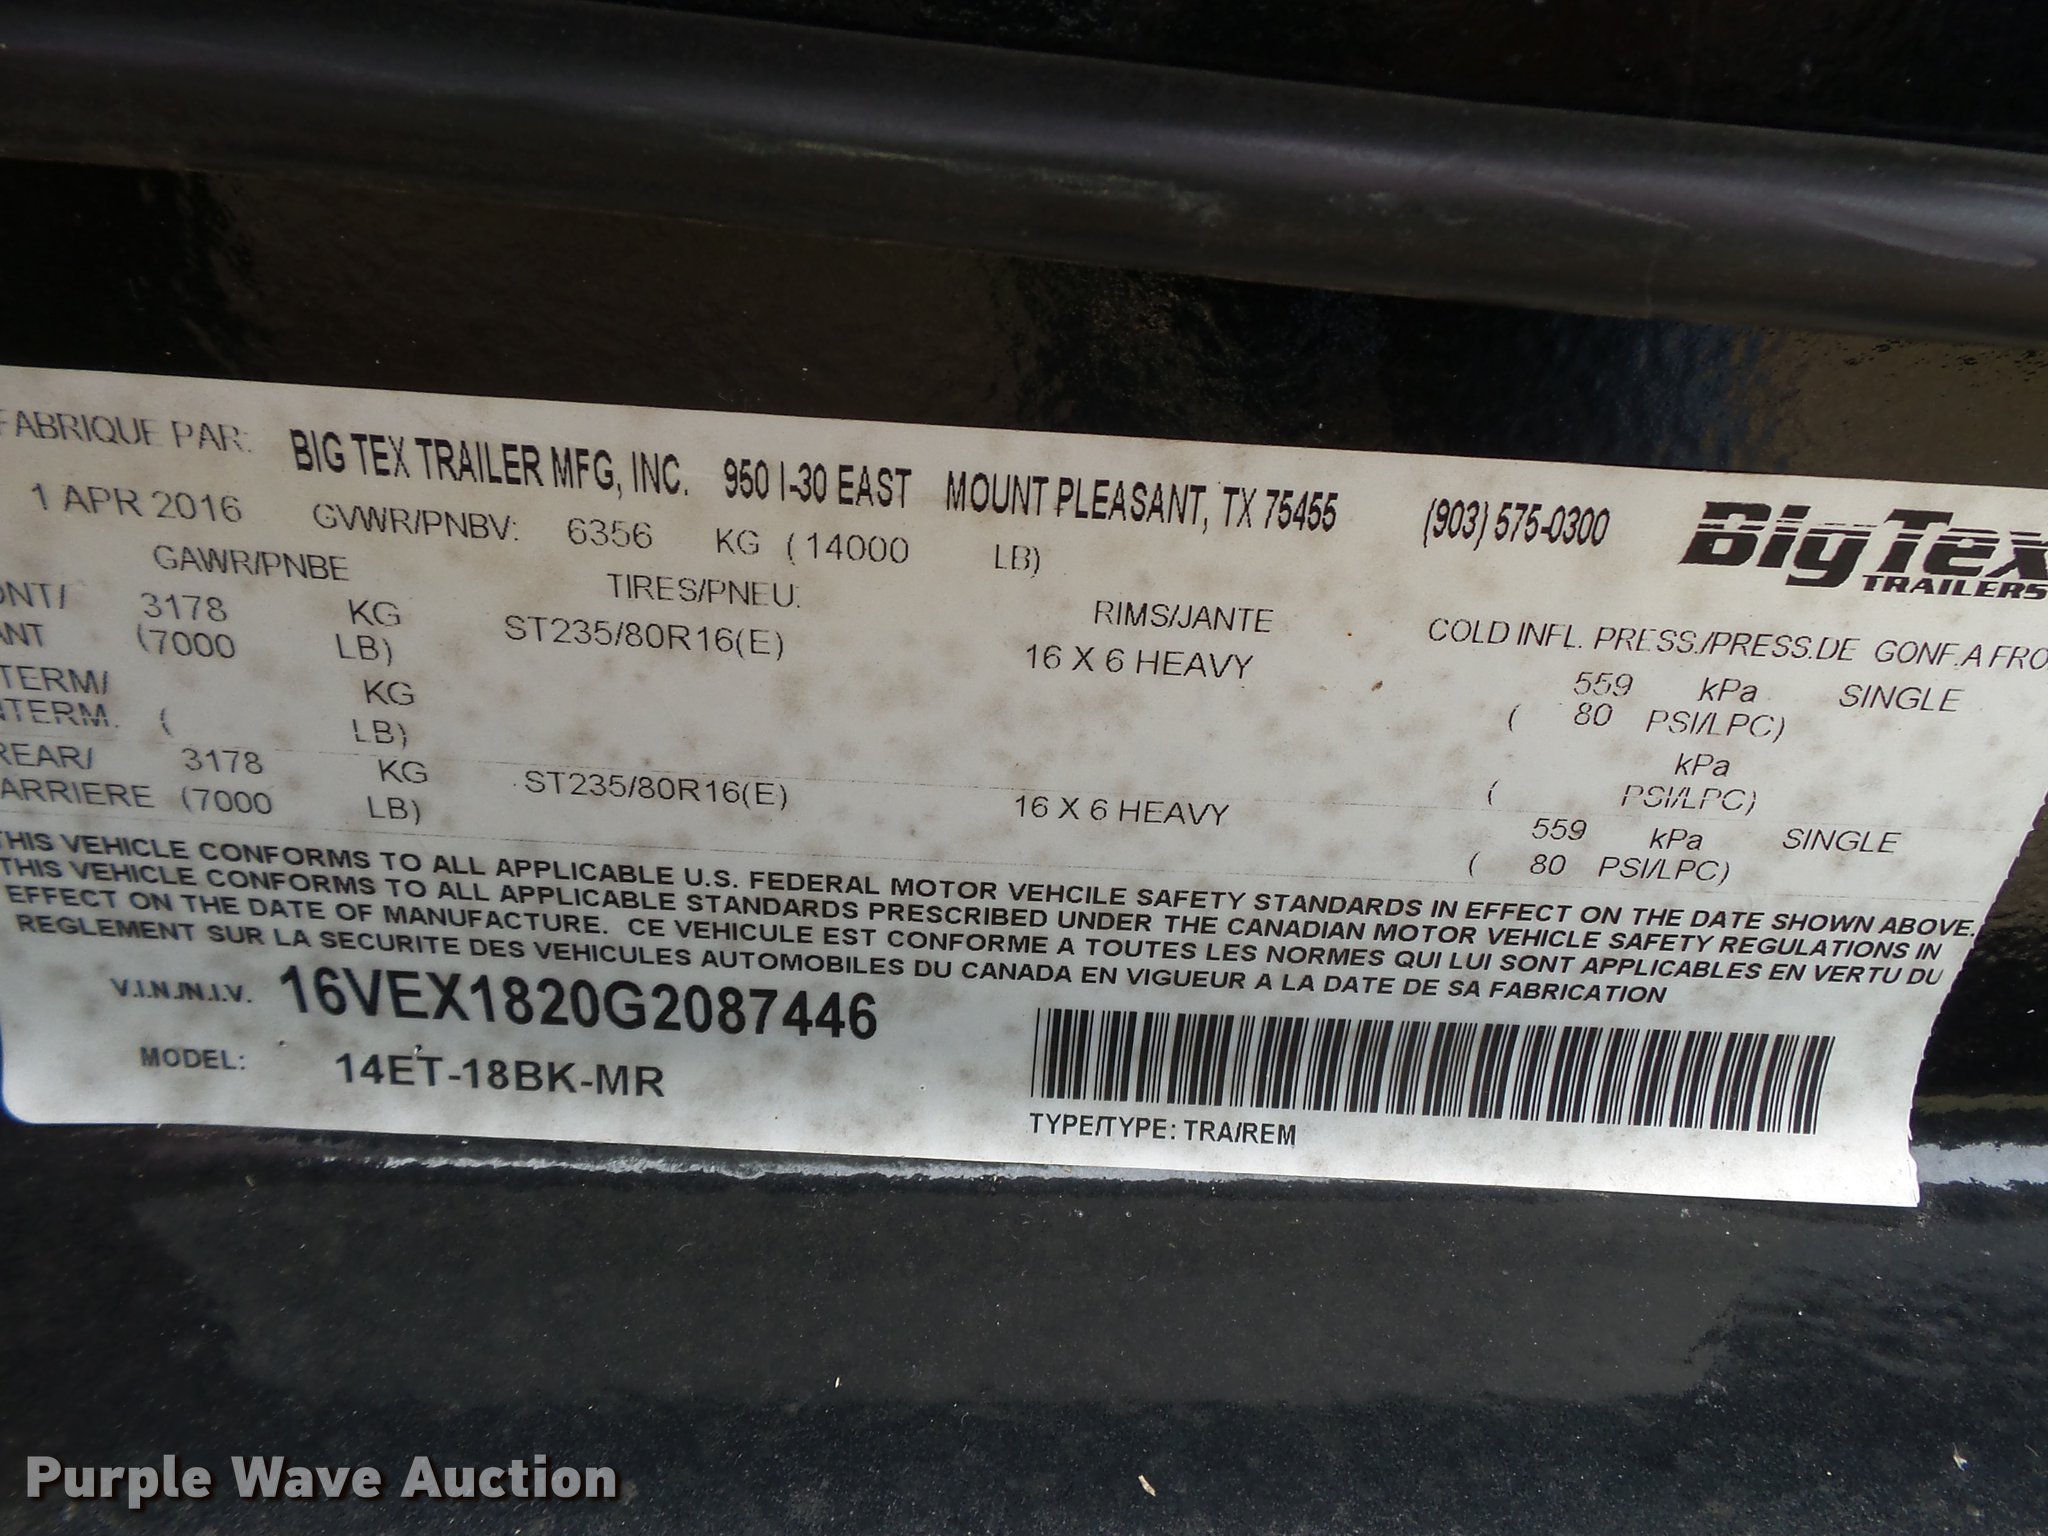 FABRIQUE PAR: BIG TEX TRAILER MFG, INC. 950 I-30 EAST MOUNT PLEASANT, TX 75455 (903) 575-0300 BigTex
TRAILERS
1 APR 2016 GVWR/PNBV: 6356 KG (14000 LB)
GAWR/PNBE TIRES/PNEU. RIMS/JANTE COLD INFL. PRESS./PRESS.DE GONF.A FRO
ONT/ 3178 KG ST235/80R16(E) 16 X 6 HEAVY 559 kPa SINGLE
ANT (7000 LB) ( 80 PSI/LPC)
TERM/ KG kPa
NTERM. ( LB) ( PSI/LPC)
REAR/ 3178 KG ST235/80R16(E) 16 X 6 HEAVY 559 kPa SINGLE
ARRIERE (7000 LB) ( 80 PSI/LPC)
THIS VEHICLE CONFORMS TO ALL APPLICABLE U.S. FEDERAL MOTOR VEHCILE SAFETY STANDARDS IN EFFECT ON THE DATE SHOWN ABOVE.
THIS VEHICLE CONFORMS TO ALL APPLICABLE STANDARDS PRESCRIBED UNDER THE CANADIAN MOTOR VEHICLE SAFETY REGULATIONS IN
EFFECT ON THE DATE OF MANUFACTURE. CE VEHICULE EST CONFORME A TOUTES LES NORMES QUI LUI SONT APPLICABLES EN VERTU DU
REGLEMENT SUR LA SECURITE DES VEHICULES AUTOMOBILES DU CANADA EN VIGUEUR A LA DATE DE SA FABRICATION
V.I.N./N.I.V. 16VEX1820G2087446
MODEL: 14ET-18BK-MR
TYPE/TYPE: TRA/REM
Purple Wave Auction